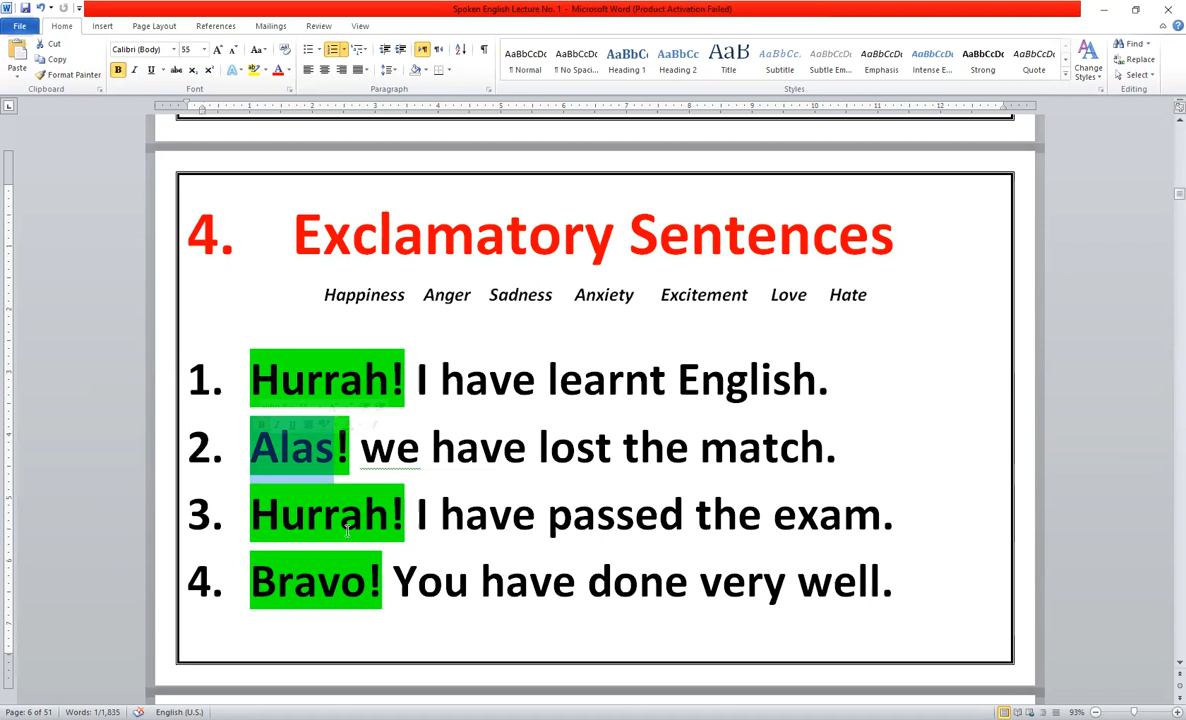 Spoken English Lecture No. 1 - Microsoft Word (Product Activation Failed)
File Home Insert Page Layout References Mailings Review View
Cut
Copy
Format Painter
Paste
Clipboard
Calibri (Body) 55
Font
Paragraph
AaBbCcDc AaBbCcDc AaBbC AaBbC AaB AaBbCc. AaBbCcDc AaBbCcDc AaBbCcDc AaBbCcDc AaBbCcDc
¶ Normal ¶ No Spaci... Heading 1 Heading 2 Title Subtitle Subtle Em... Emphasis Intense E... Strong Quote
Change Styles
Styles
Find
Replace
Select
Editing
4. Exclamatory Sentences
Happiness Anger Sadness Anxiety Excitement Love Hate
1. Hurrah! I have learnt English.
2. Alas! we have lost the match.
3. Hurrah! I have passed the exam.
4. Bravo! You have done very well.
Page: 6 of 51 Words: 1/1,835 English (U.S.) 93%